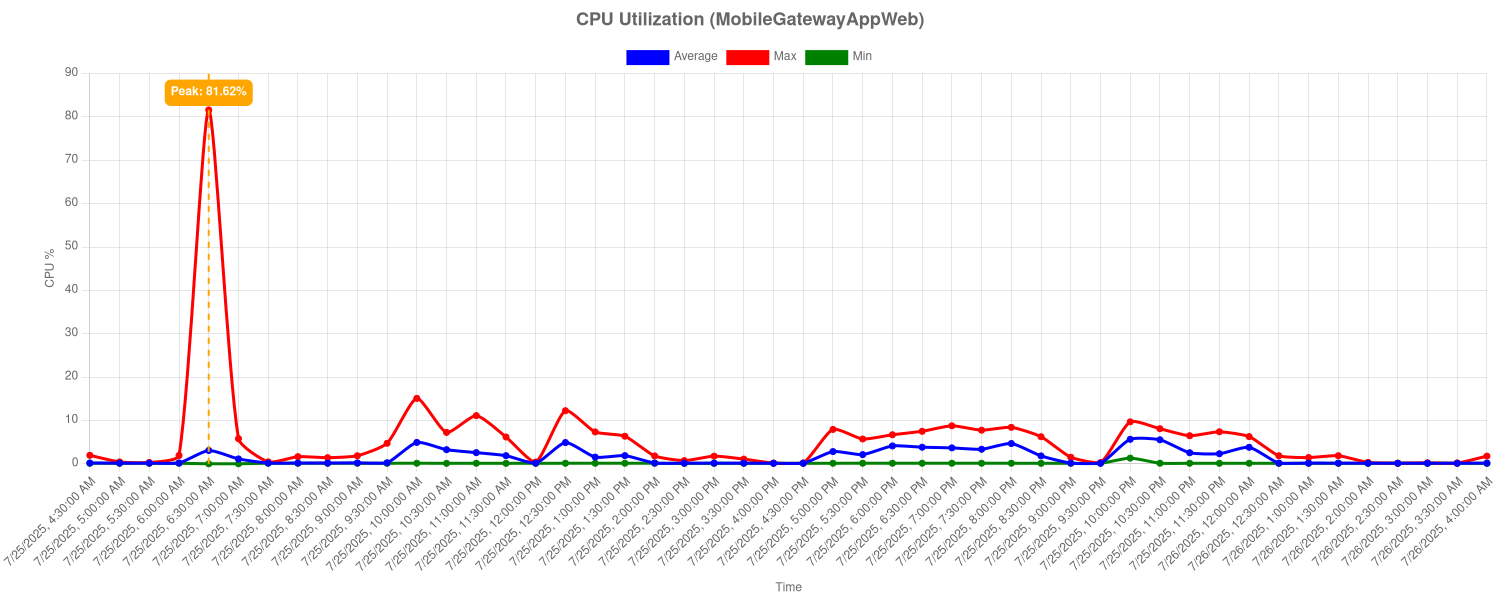 CPU Utilization (MobileGatewayAppWeb)
Average
Max
Min
90
80
70
60
50
40
30
20
10
0
CPU %
Peak: 81.62%
7/25/2025, 4:30:00 AM
7/25/2025, 5:00:00 AM
7/25/2025, 5:30:00 AM
7/25/2025, 6:00:00 AM
7/25/2025, 6:30:00 AM
7/25/2025, 7:00:00 AM
7/25/2025, 7:30:00 AM
7/25/2025, 8:00:00 AM
7/25/2025, 8:30:00 AM
7/25/2025, 9:00:00 AM
7/25/2025, 9:30:00 AM
7/25/2025, 10:00:00 AM
7/25/2025, 10:30:00 AM
7/25/2025, 11:00:00 AM
7/25/2025, 11:30:00 AM
7/25/2025, 12:00:00 PM
7/25/2025, 12:30:00 PM
7/25/2025, 1:00:00 PM
7/25/2025, 1:30:00 PM
7/25/2025, 2:00:00 PM
7/25/2025, 2:30:00 PM
7/25/2025, 3:00:00 PM
7/25/2025, 3:30:00 PM
7/25/2025, 4:00:00 PM
7/25/2025, 4:30:00 PM
7/25/2025, 5:00:00 PM
7/25/2025, 5:30:00 PM
7/25/2025, 6:00:00 PM
7/25/2025, 6:30:00 PM
7/25/2025, 7:00:00 PM
7/25/2025, 7:30:00 PM
7/25/2025, 8:00:00 PM
7/25/2025, 8:30:00 PM
7/25/2025, 9:00:00 PM
7/25/2025, 9:30:00 PM
7/25/2025, 10:00:00 PM
7/25/2025, 10:30:00 PM
7/25/2025, 11:00:00 PM
7/25/2025, 11:30:00 PM
7/26/2025, 12:00:00 AM
7/26/2025, 12:30:00 AM
7/26/2025, 1:00:00 AM
7/26/2025, 1:30:00 AM
7/26/2025, 2:00:00 AM
7/26/2025, 2:30:00 AM
7/26/2025, 3:00:00 AM
7/26/2025, 3:30:00 AM
7/26/2025, 4:00:00 AM
Time